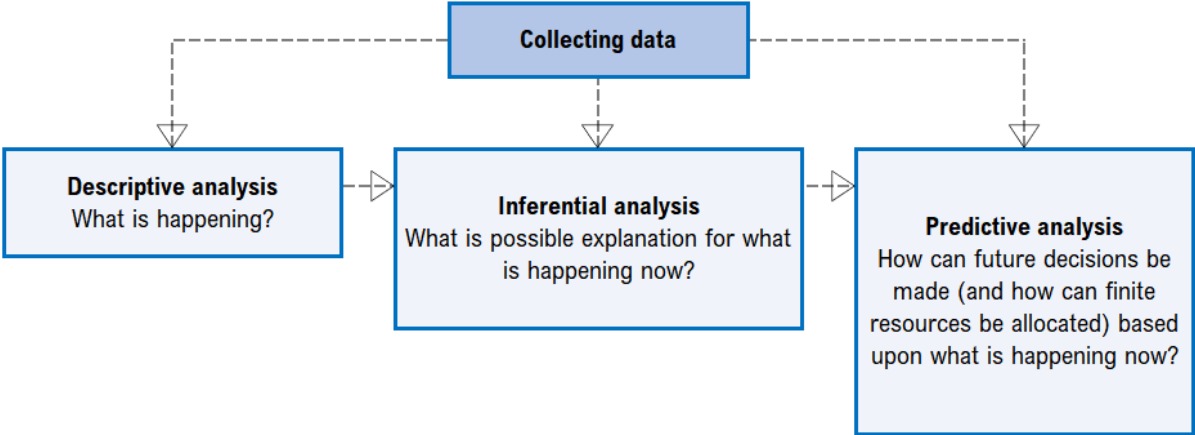 Collecting data
Descriptive analysis
What is happening?
Inferential analysis
What is possible explanation for what
is happening now?
Predictive analysis
How can future decisions be
made (and how can finite
resources be allocated) based
upon what is happening now?